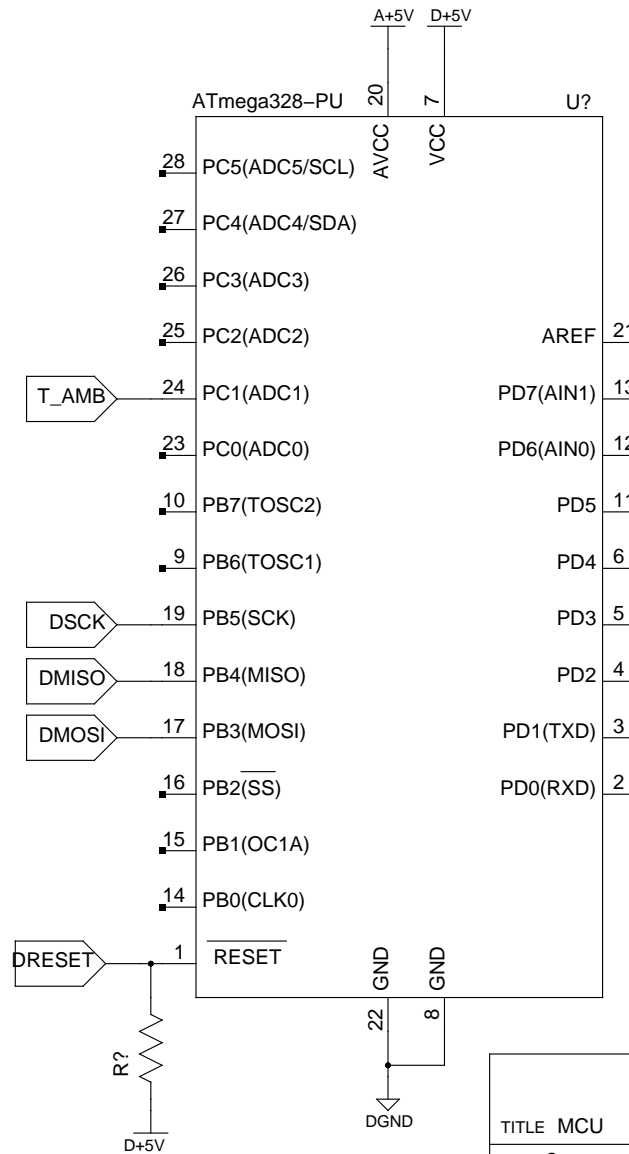 A+5V D+5V
ATmega328-PU 20 7 U?
AVCC VCC
28 PC5(ADC5/SCL)
27 PC4(ADC4/SDA)
26 PC3(ADC3)
25 PC2(ADC2) AREF 21
T_AMB 24 PC1(ADC1) PD7(AIN1) 13
23 PC0(ADC0) PD6(AIN0) 12
10 PB7(TOSC2) PD5 11
9 PB6(TOSC1) PD4 6
DSCK 19 PB5(SCK) PD3 5
DMISO 18 PB4(MISO) PD2 4
DMOSI 17 PB3(MOSI) PD1(TXD) 3
16 PB2(SS) PD0(RXD) 2
15 PB1(OC1A)
14 PB0(CLK0)
DRESET 1 RESET
GND GND
22 8
R?
D+5V
DGND
TITLE MCU